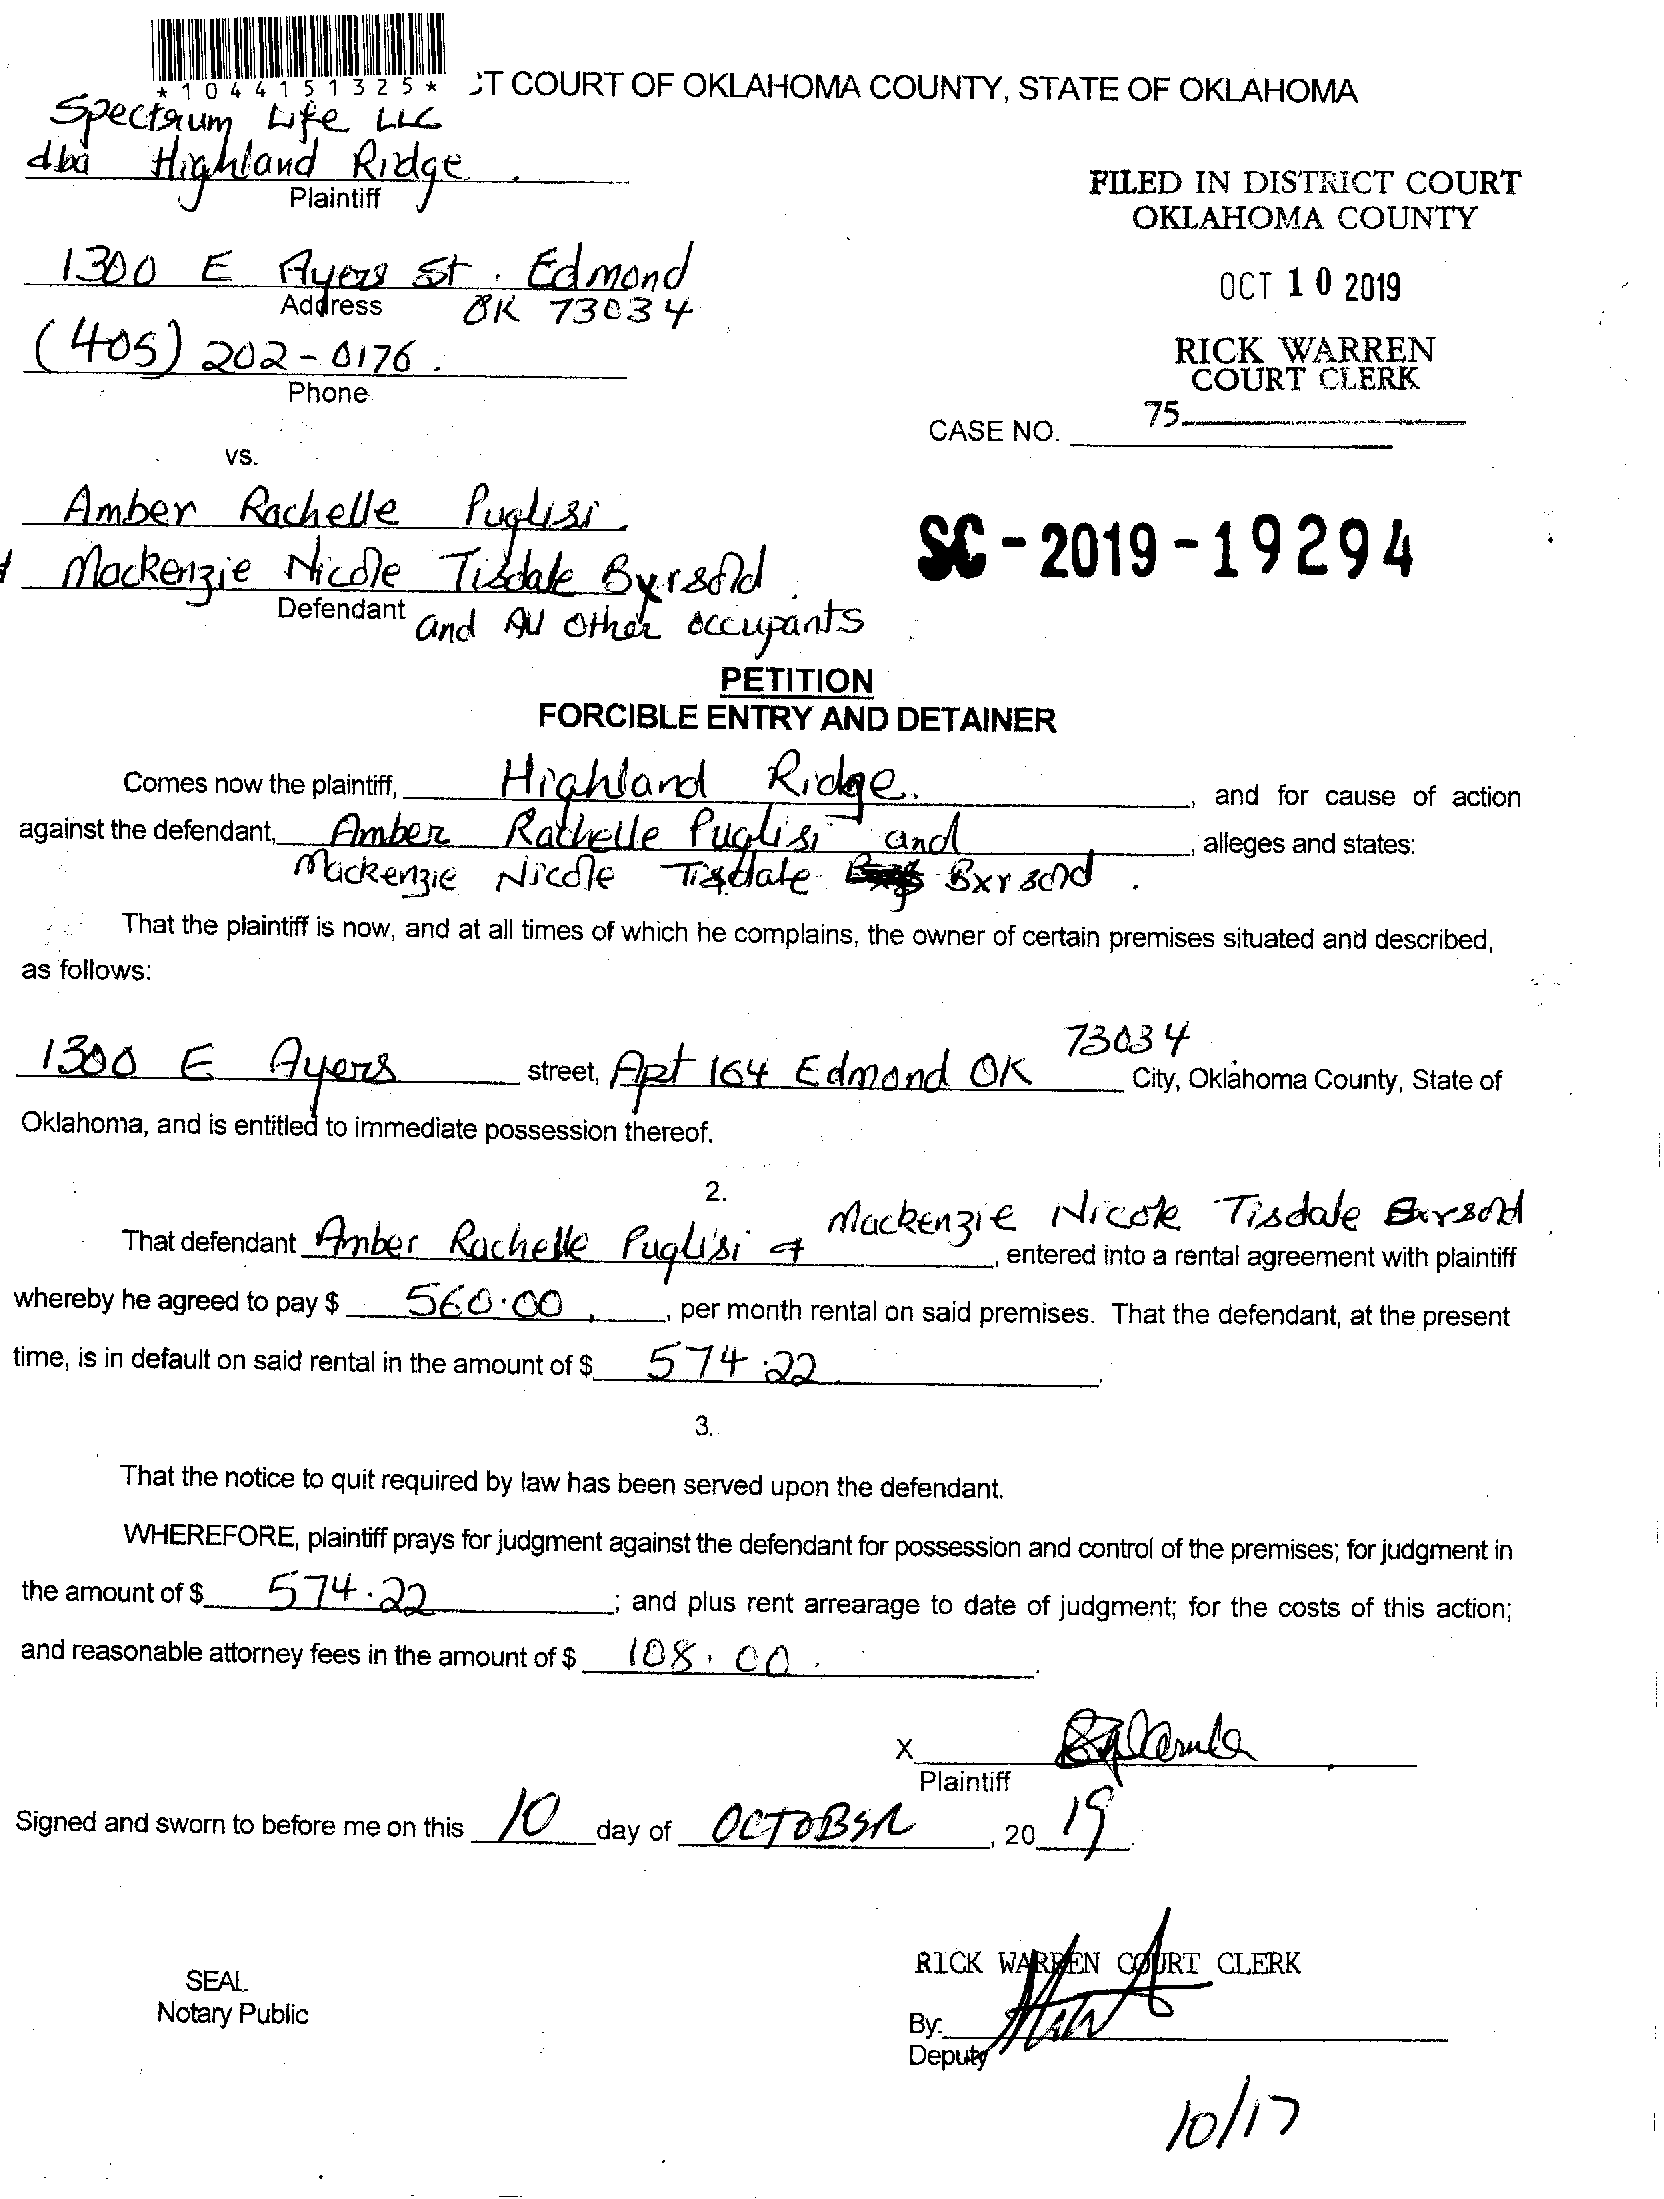 *1041151325*
CT COURT OF OKLAHOMA COUNTY, STATE OF OKLAHOMA
Spectrum Life LLC
dba Highland Ridge.
Plaintiff
FILED IN DISTRICT COURT
OKLAHOMA COUNTY
1300 E Ayers St. Edmond
Address OK 73034
OCT 10 2019
(405) 202-0176.
Phone
RICK WARREN
COURT CLERK
75
CASE NO.
vs.
Amber Rachelle Puglisi
Mackenzie Nicole Tisdale Bxrsold
Defendant and All other occupants
SC-2019-19294
PETITION
FORCIBLE ENTRY AND DETAINER
Comes now the plaintiff, Highland Ridge., and for cause of action
against the defendant, Amber Rachelle Puglisi and, alleges and states:
Mackenzie Nicole Tisdale Bxrsold.
That the plaintiff is now, and at all times of which he complains, the owner of certain premises situated and described,
as follows:
1300 E Ayers street, Apt 164 Edmond OK 73034 City, Oklahoma County, State of
Oklahoma, and is entitled to immediate possession thereof.
2.
That defendant Amber Rachelle Puglisi & Mackenzie Nicole Tisdale Bxrsold, entered into a rental agreement with plaintiff
whereby he agreed to pay $ 560.00, per month rental on said premises. That the defendant, at the present
time, is in default on said rental in the amount of $ 574.22.
3.
That the notice to quit required by law has been served upon the defendant.
WHEREFORE, plaintiff prays for judgment against the defendant for possession and control of the premises; for judgment in
the amount of $ 574.22; and plus rent arrearage to date of judgment; for the costs of this action;
and reasonable attorney fees in the amount of $ 108.00.
X
Plaintiff
Signed and sworn to before me on this 10 day of OCTOBER, 20 19.
RICK WARREN COURT CLERK
SEAL
Notary Public
By:
Deputy
10/17